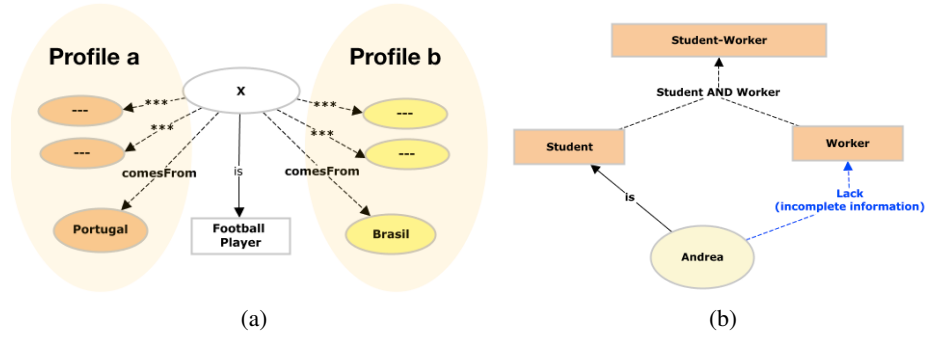 Profile a
Profile b
X
---
***
***
---
---
***
***
---
comesFrom
is
comesFrom
Portugal
Football
Player
Brasil
(a)
Student-Worker
Student AND Worker
Student
Worker
is
Lack
(incomplete information)
Andrea
(b)